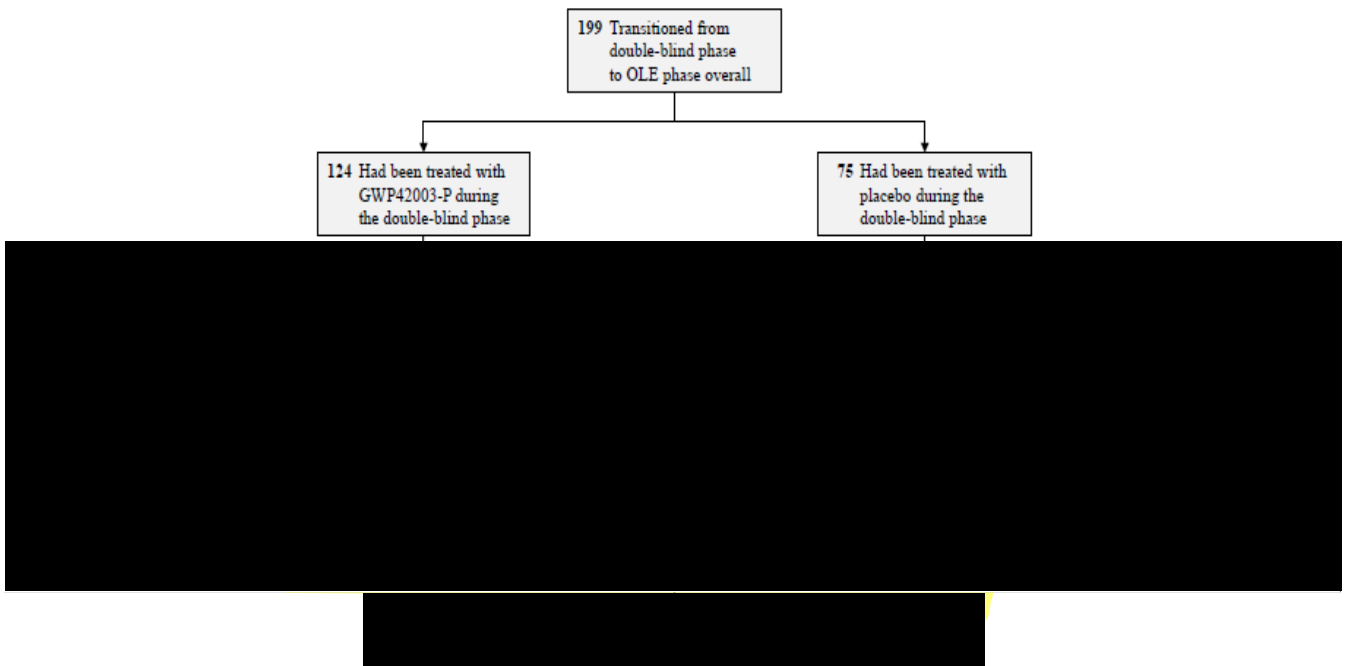 199 Transitioned from
double-blind phase
to OLE phase overall
124 Had been treated with
GWP42003-P during
the double-blind phase
75 Had been treated with
placebo during the
double-blind phase